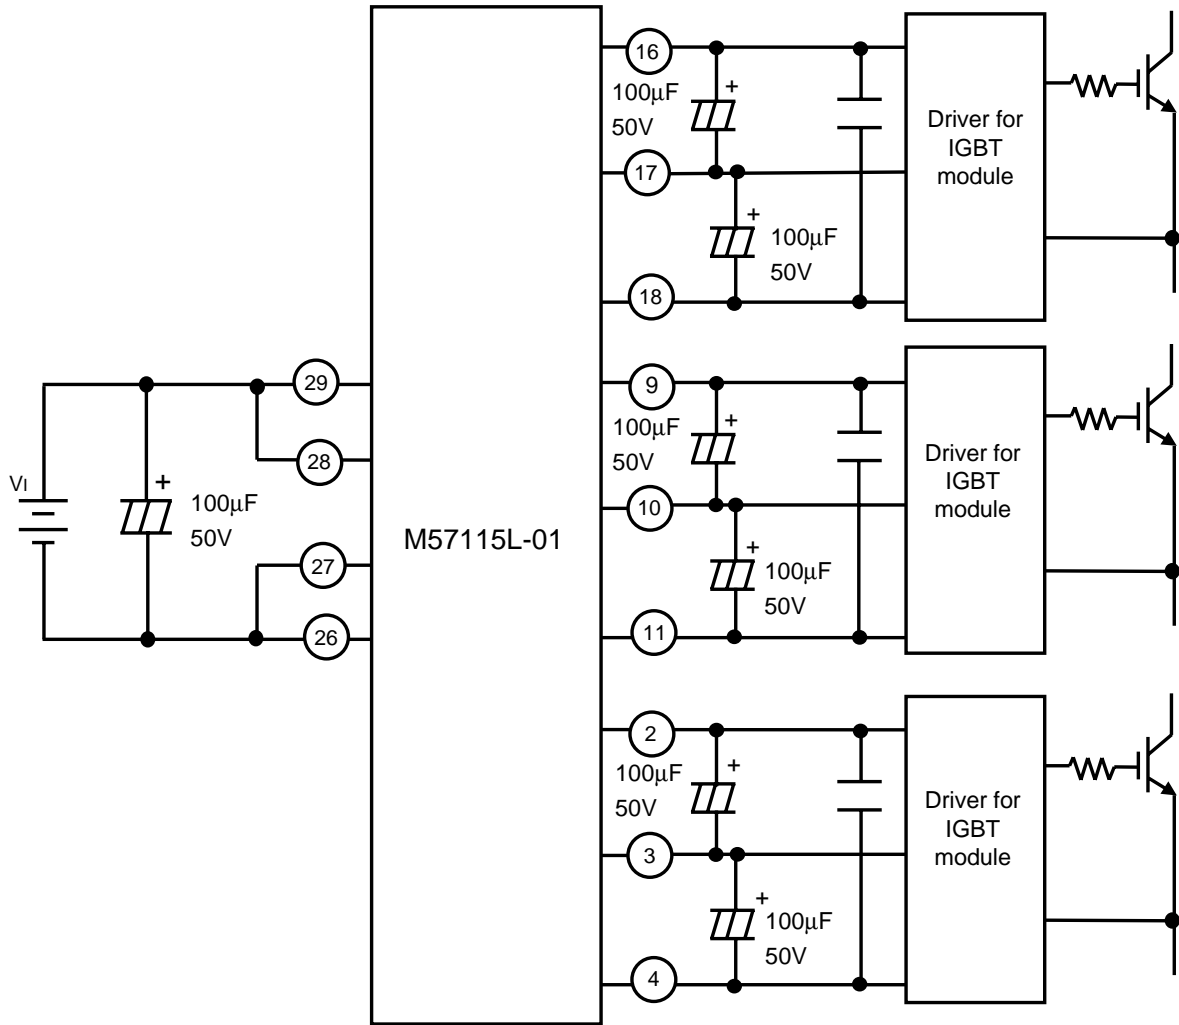 16
+
100µF
50V
Driver for
IGBT
module
17
+
100µF
50V
18
29
9
+
100µF
50V
28
VI
+
100µF
50V
Driver for
IGBT
module
10
M57115L-01
+
27
100µF
50V
26
11
2
+
100µF
50V
Driver for
IGBT
module
3
+
100µF
50V
4